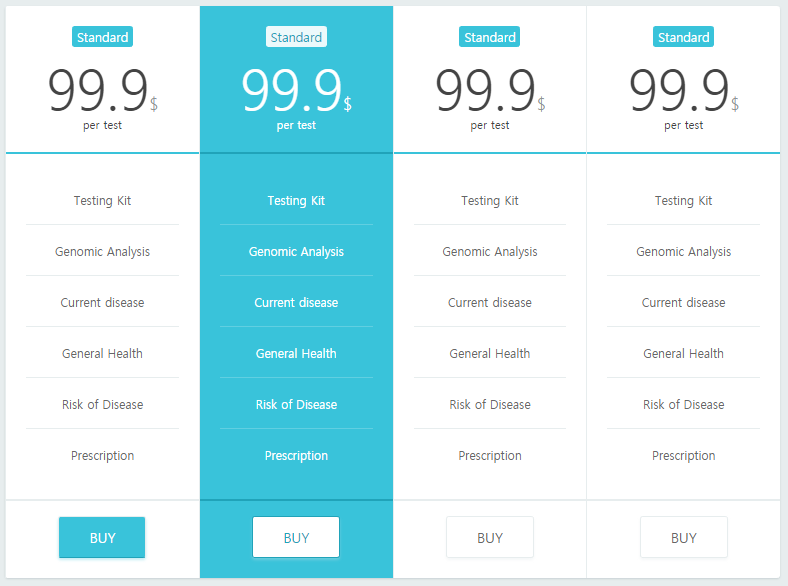 Standard
99.9$
per test
Testing Kit
Genomic Analysis
Current disease
General Health
Risk of Disease
Prescription
BUY
Standard
99.9$
per test
Testing Kit
Genomic Analysis
Current disease
General Health
Risk of Disease
Prescription
BUY
Standard
99.9$
per test
Testing Kit
Genomic Analysis
Current disease
General Health
Risk of Disease
Prescription
BUY
Standard
99.9$
per test
Testing Kit
Genomic Analysis
Current disease
General Health
Risk of Disease
Prescription
BUY